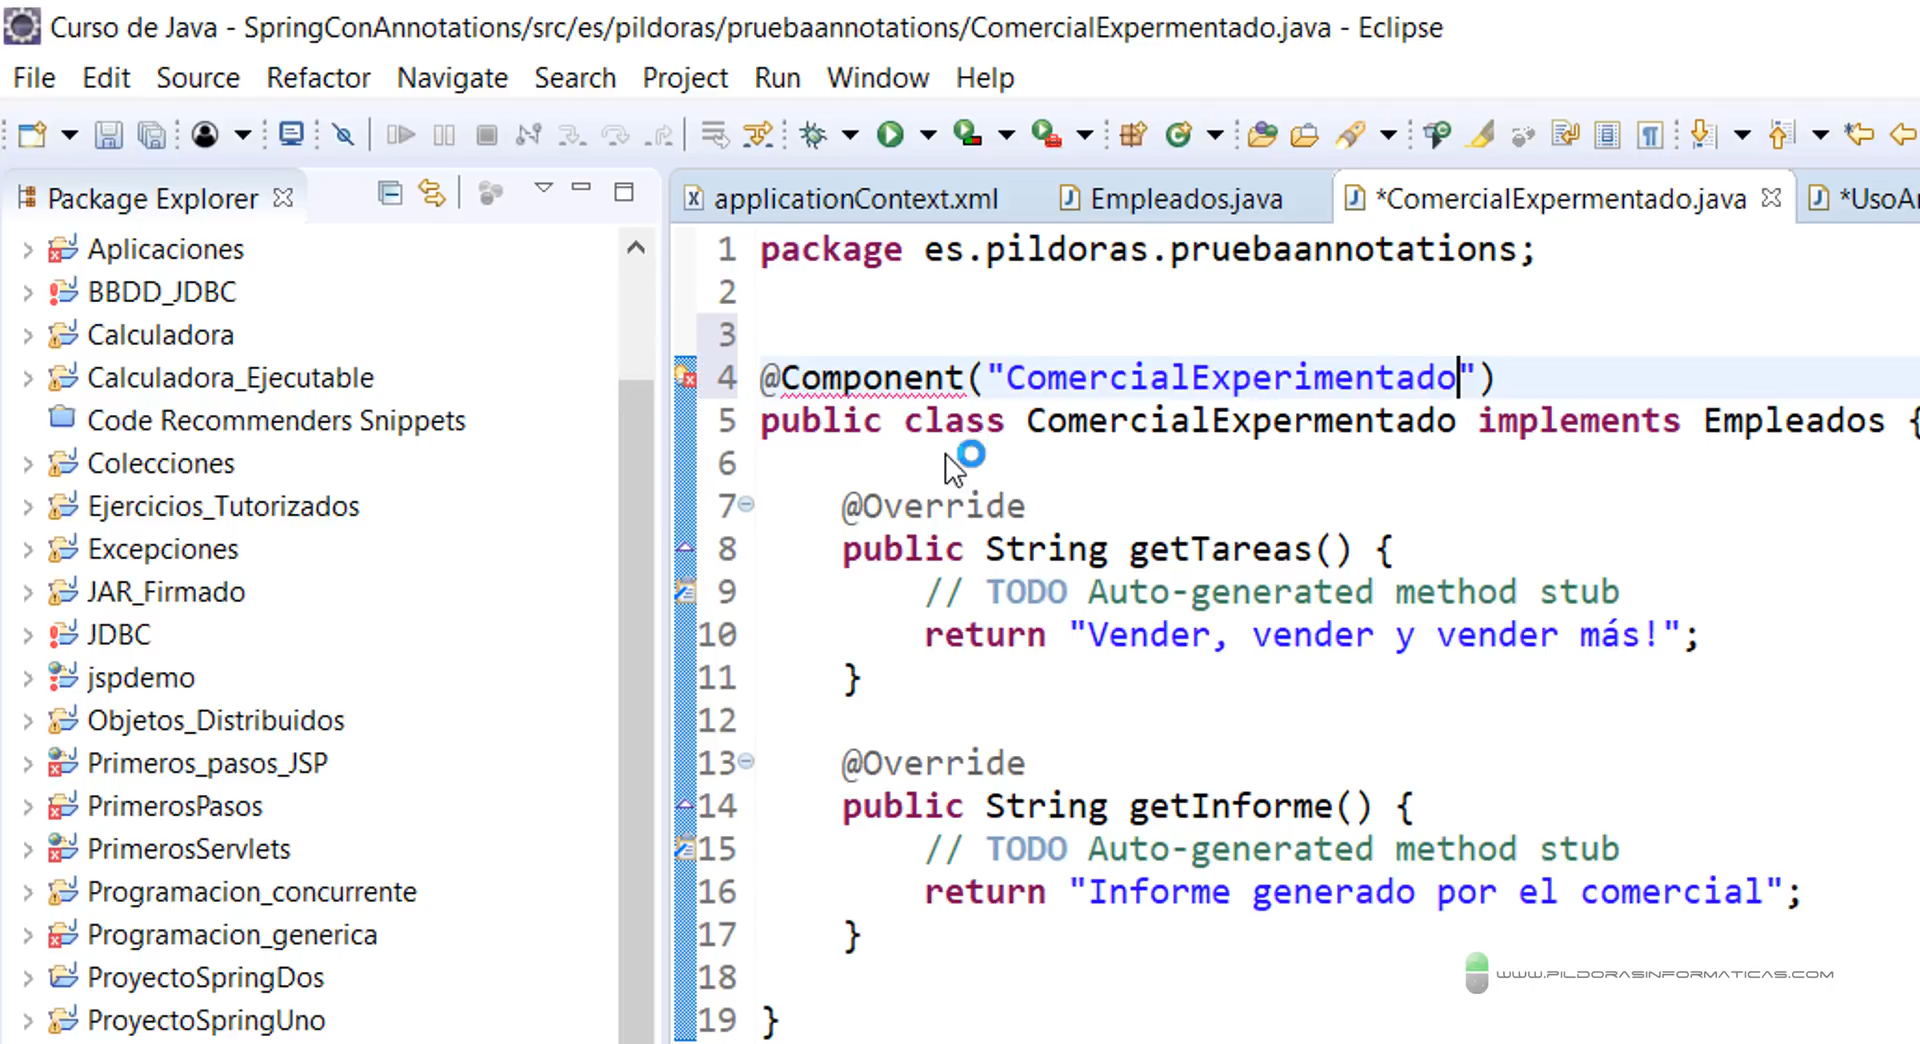 Curso de Java - SpringConAnnotations/src/es/pildoras/pruebaannotations/ComercialExpermentado.java - Eclipse
File Edit Source Refactor Navigate Search Project Run Window Help
Package Explorer
applicationContext.xml Empleados.java *ComercialExpermentado.java *UsoAn
Aplicaciones
BBDD_JDBC
Calculadora
Calculadora_Ejecutable
Code Recommenders Snippets
Colecciones
Ejercicios_Tutorizados
Excepciones
JAR_Firmado
JDBC
jspdemo
Objetos_Distribuidos
Primeros_pasos_JSP
PrimerosPasos
PrimerosServlets
Programacion_concurrente
Programacion_generica
ProyectoSpringDos
ProyectoSpringUno
1 package es.pildoras.pruebaannotations;
2
3
4 @Component("ComercialExperimentado")
5 public class ComercialExpermentado implements Empleados {
6
7 @Override
8 public String getTareas() {
9 // TODO Auto-generated method stub
10 return "Vender, vender y vender más!";
11 }
12
13 @Override
14 public String getInforme() {
15 // TODO Auto-generated method stub
16 return "Informe generado por el comercial";
17 }
18
19 }
WWW.PILDORASINFORMATICAS.COM